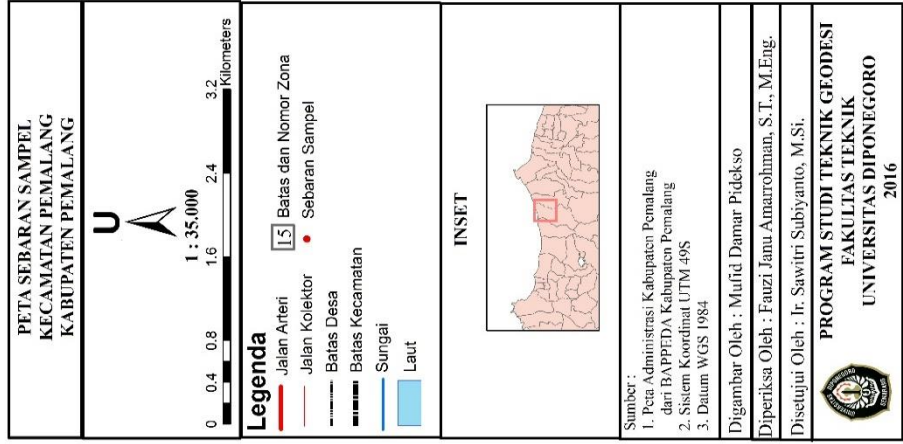 PETA SEBARAN SAMPEL
KECAMATAN PEMALANG
KABUPATEN PEMALANG
U
1 : 35.000
0 0.4 0.8 1.6 2.4 3.2
Kilometers
Legenda
Jalan Arteri
Jalan Kolektor
Batas Desa
Batas Kecamatan
Sungai
Laut
15 Batas dan Nomor Zona
Sebaran Sampel
INSET
Sumber :
1. Peta Administrasi Kabupaten Pemalang
dari BAPPEDA Kabupaten Pemalang
2. Sistem Koordinat UTM 49S
3. Datum WGS 1984
Digambar Oleh : Mufid Damar Pidekso
Diperiksa Oleh : Fauzi Janu Amarrohman, S.T., M.Eng.
Disetujui Oleh : Ir. Sawitri Subiyanto, M.Si.
PROGRAM STUDI TEKNIK GEODESI
FAKULTAS TEKNIK
UNIVERSITAS DIPONEGORO
2016
UNIVERSITAS DIPONEGORO
SEMARANG